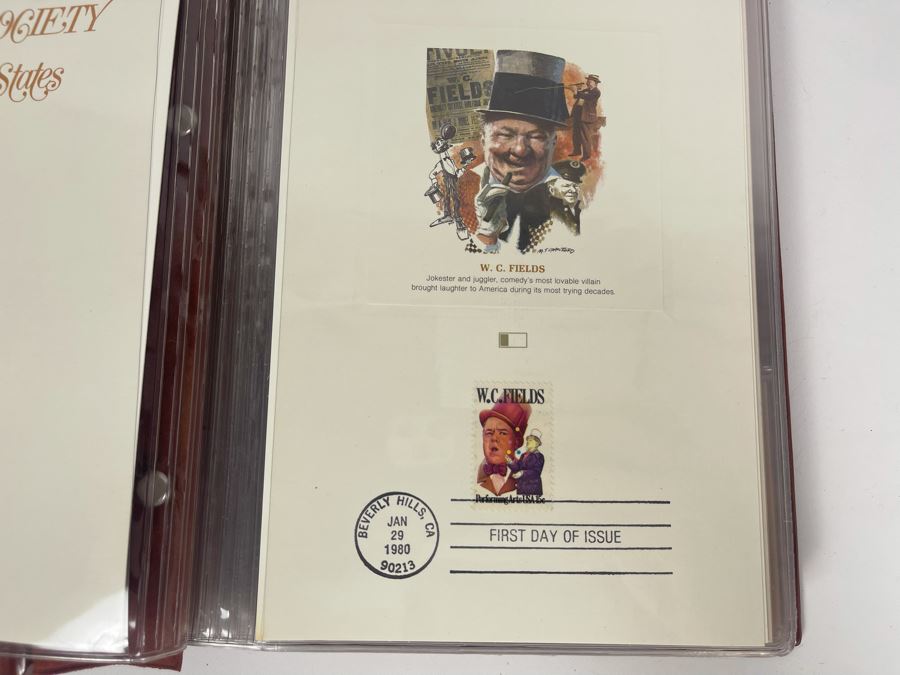 OCIETY
States
W. C.
FIELDS
W. C. FIELDS
Jokester and juggler, comedy's most lovable villain
brought laughter to America during its most trying decades.
W.C. FIELDS
Performing Arts USA 15c
BEVERLY HILLS, CA
JAN
29
1980
90213
FIRST DAY OF ISSUE